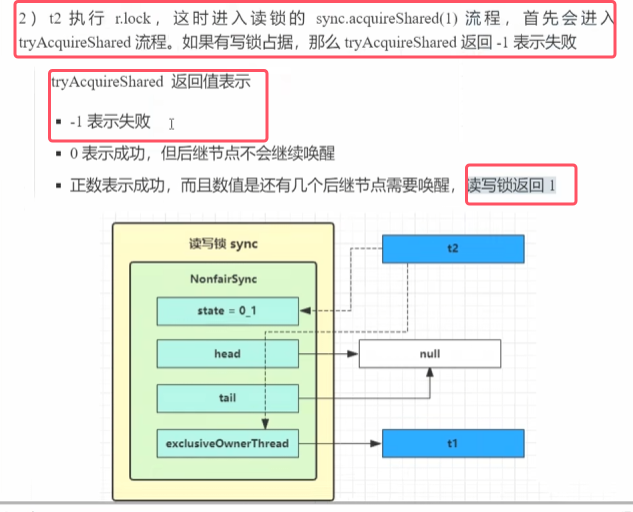 2）t2 执行 r.lock，这时进入读锁的 sync.acquireShared(1) 流程，首先会进入
tryAcquireShared 流程。如果有写锁占据，那么 tryAcquireShared 返回 -1 表示失败
tryAcquireShared 返回值表示
▪ -1 表示失败
▪ 0 表示成功，但后继节点不会继续唤醒
▪ 正数表示成功，而且数值是还有几个后继节点需要唤醒，读写锁返回 1
读写锁 sync
t2
NonfairSync
state = 0_1
head
null
tail
exclusiveOwnerThread
t1